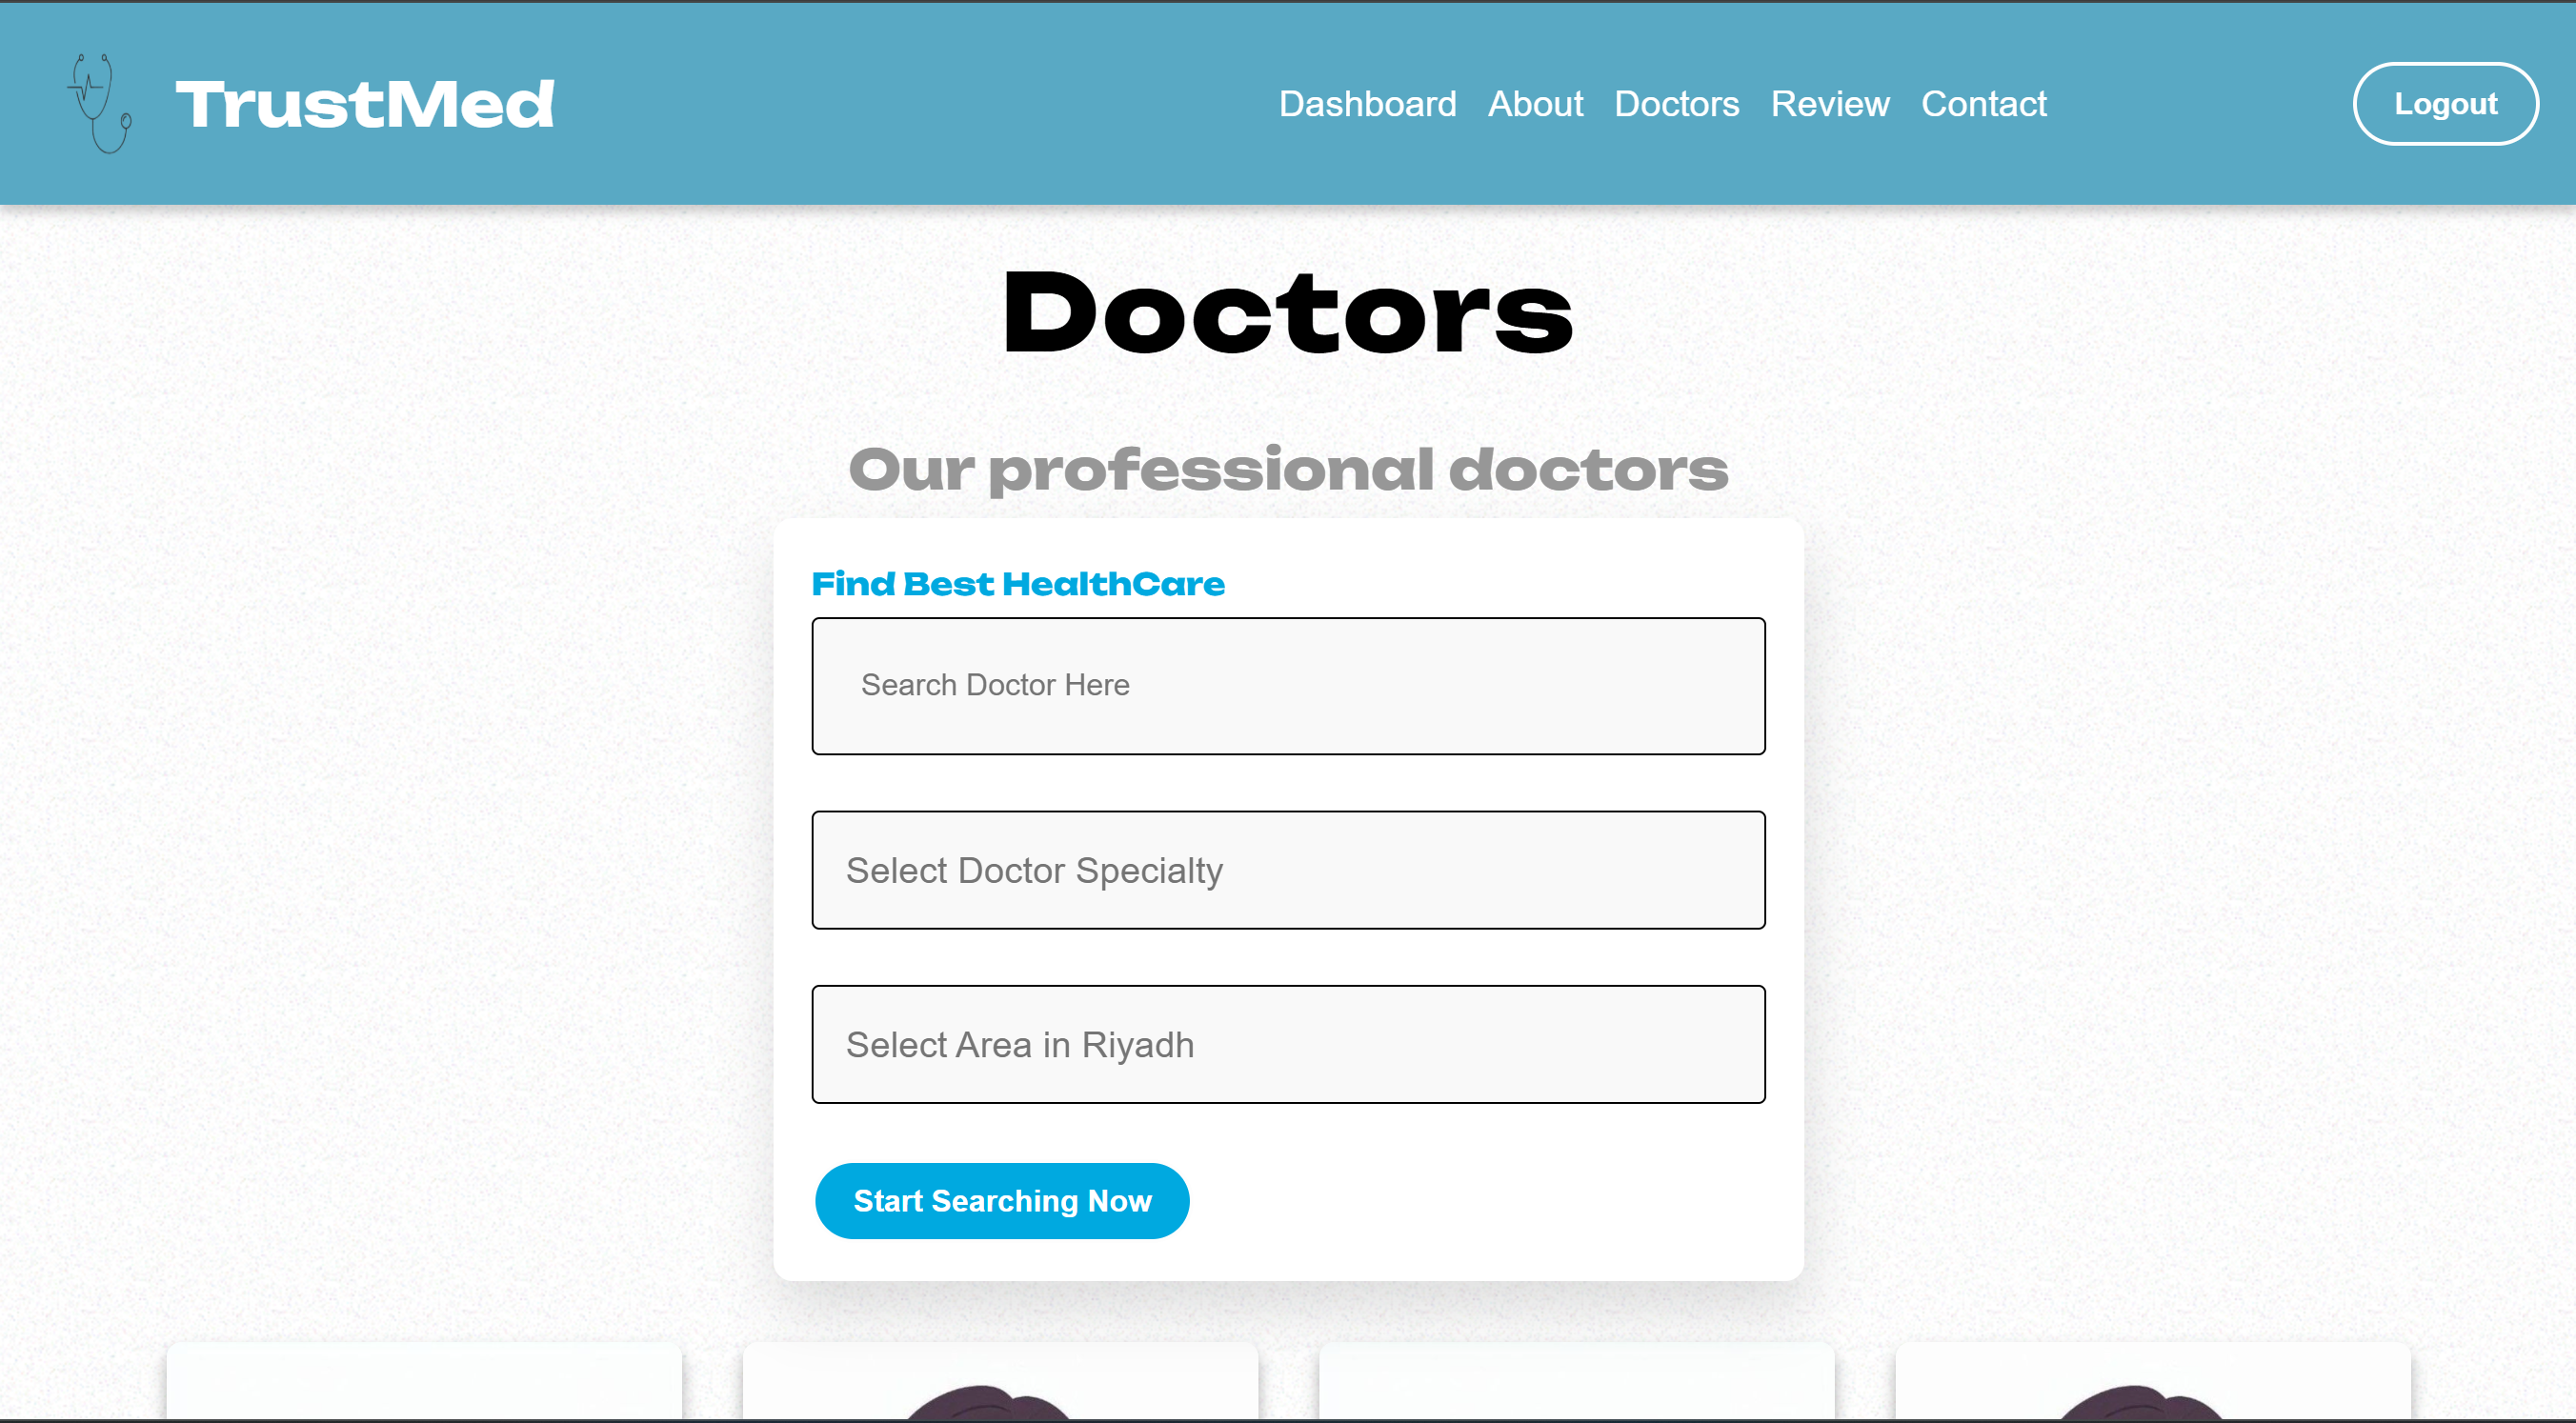 TrustMed
Dashboard About Doctors Review Contact
Logout
Doctors
Our professional doctors
Find Best HealthCare
Search Doctor Here
Select Doctor Specialty
Select Area in Riyadh
Start Searching Now